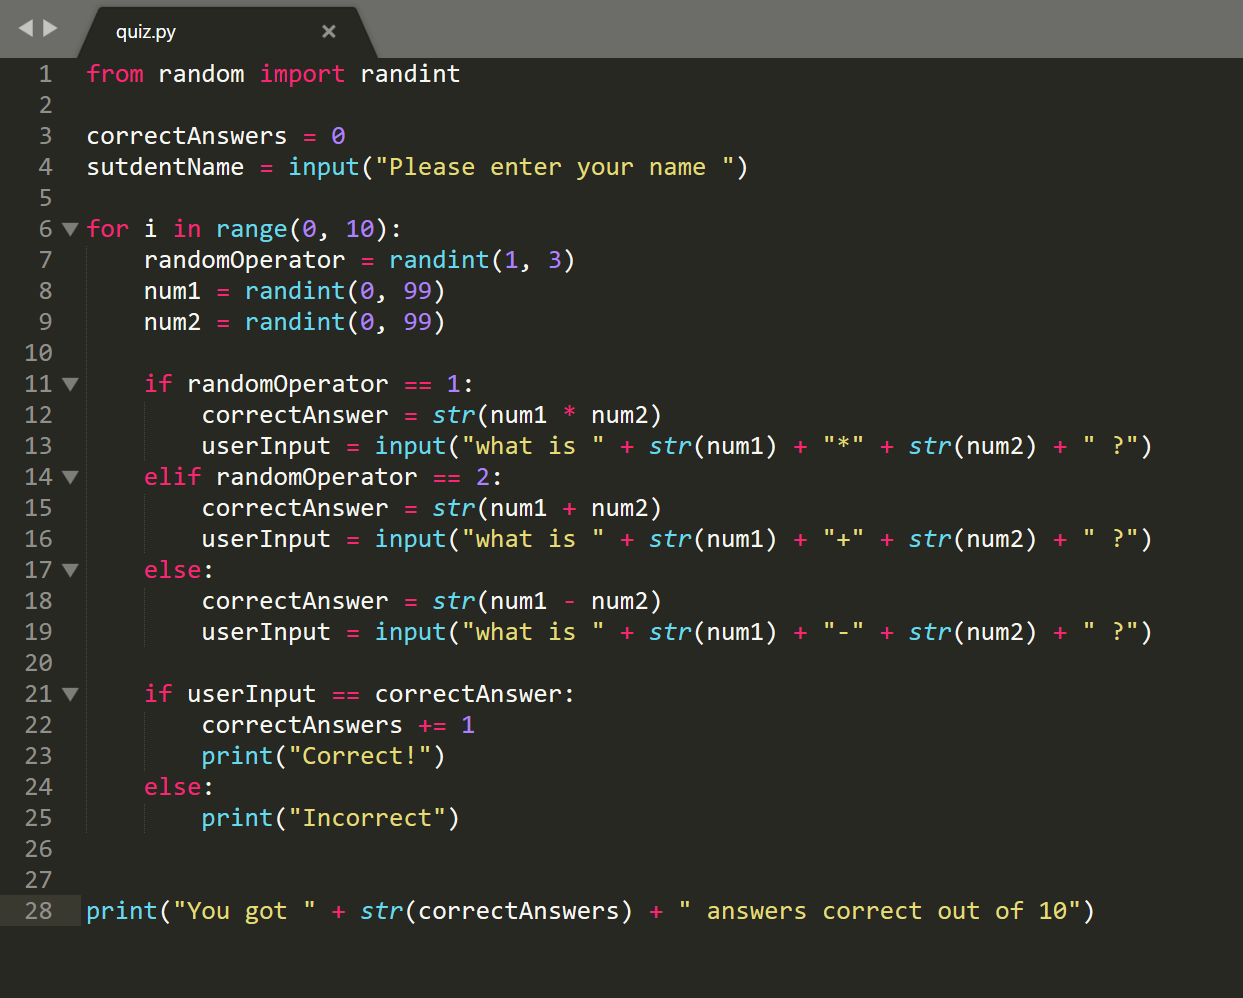 quiz.py
1 from random import randint
2
3 correctAnswers = 0
4 sutdentName = input("Please enter your name ")
5
6 for i in range(0, 10):
7     randomOperator = randint(1, 3)
8     num1 = randint(0, 99)
9     num2 = randint(0, 99)
10
11     if randomOperator == 1:
12         correctAnswer = str(num1 * num2)
13         userInput = input("what is " + str(num1) + "*" + str(num2) + " ?")
14     elif randomOperator == 2:
15         correctAnswer = str(num1 + num2)
16         userInput = input("what is " + str(num1) + "+" + str(num2) + " ?")
17     else:
18         correctAnswer = str(num1 - num2)
19         userInput = input("what is " + str(num1) + "-" + str(num2) + " ?")
20
21     if userInput == correctAnswer:
22         correctAnswers += 1
23         print("Correct!")
24     else:
25         print("Incorrect")
26
27
28 print("You got " + str(correctAnswers) + " answers correct out of 10")